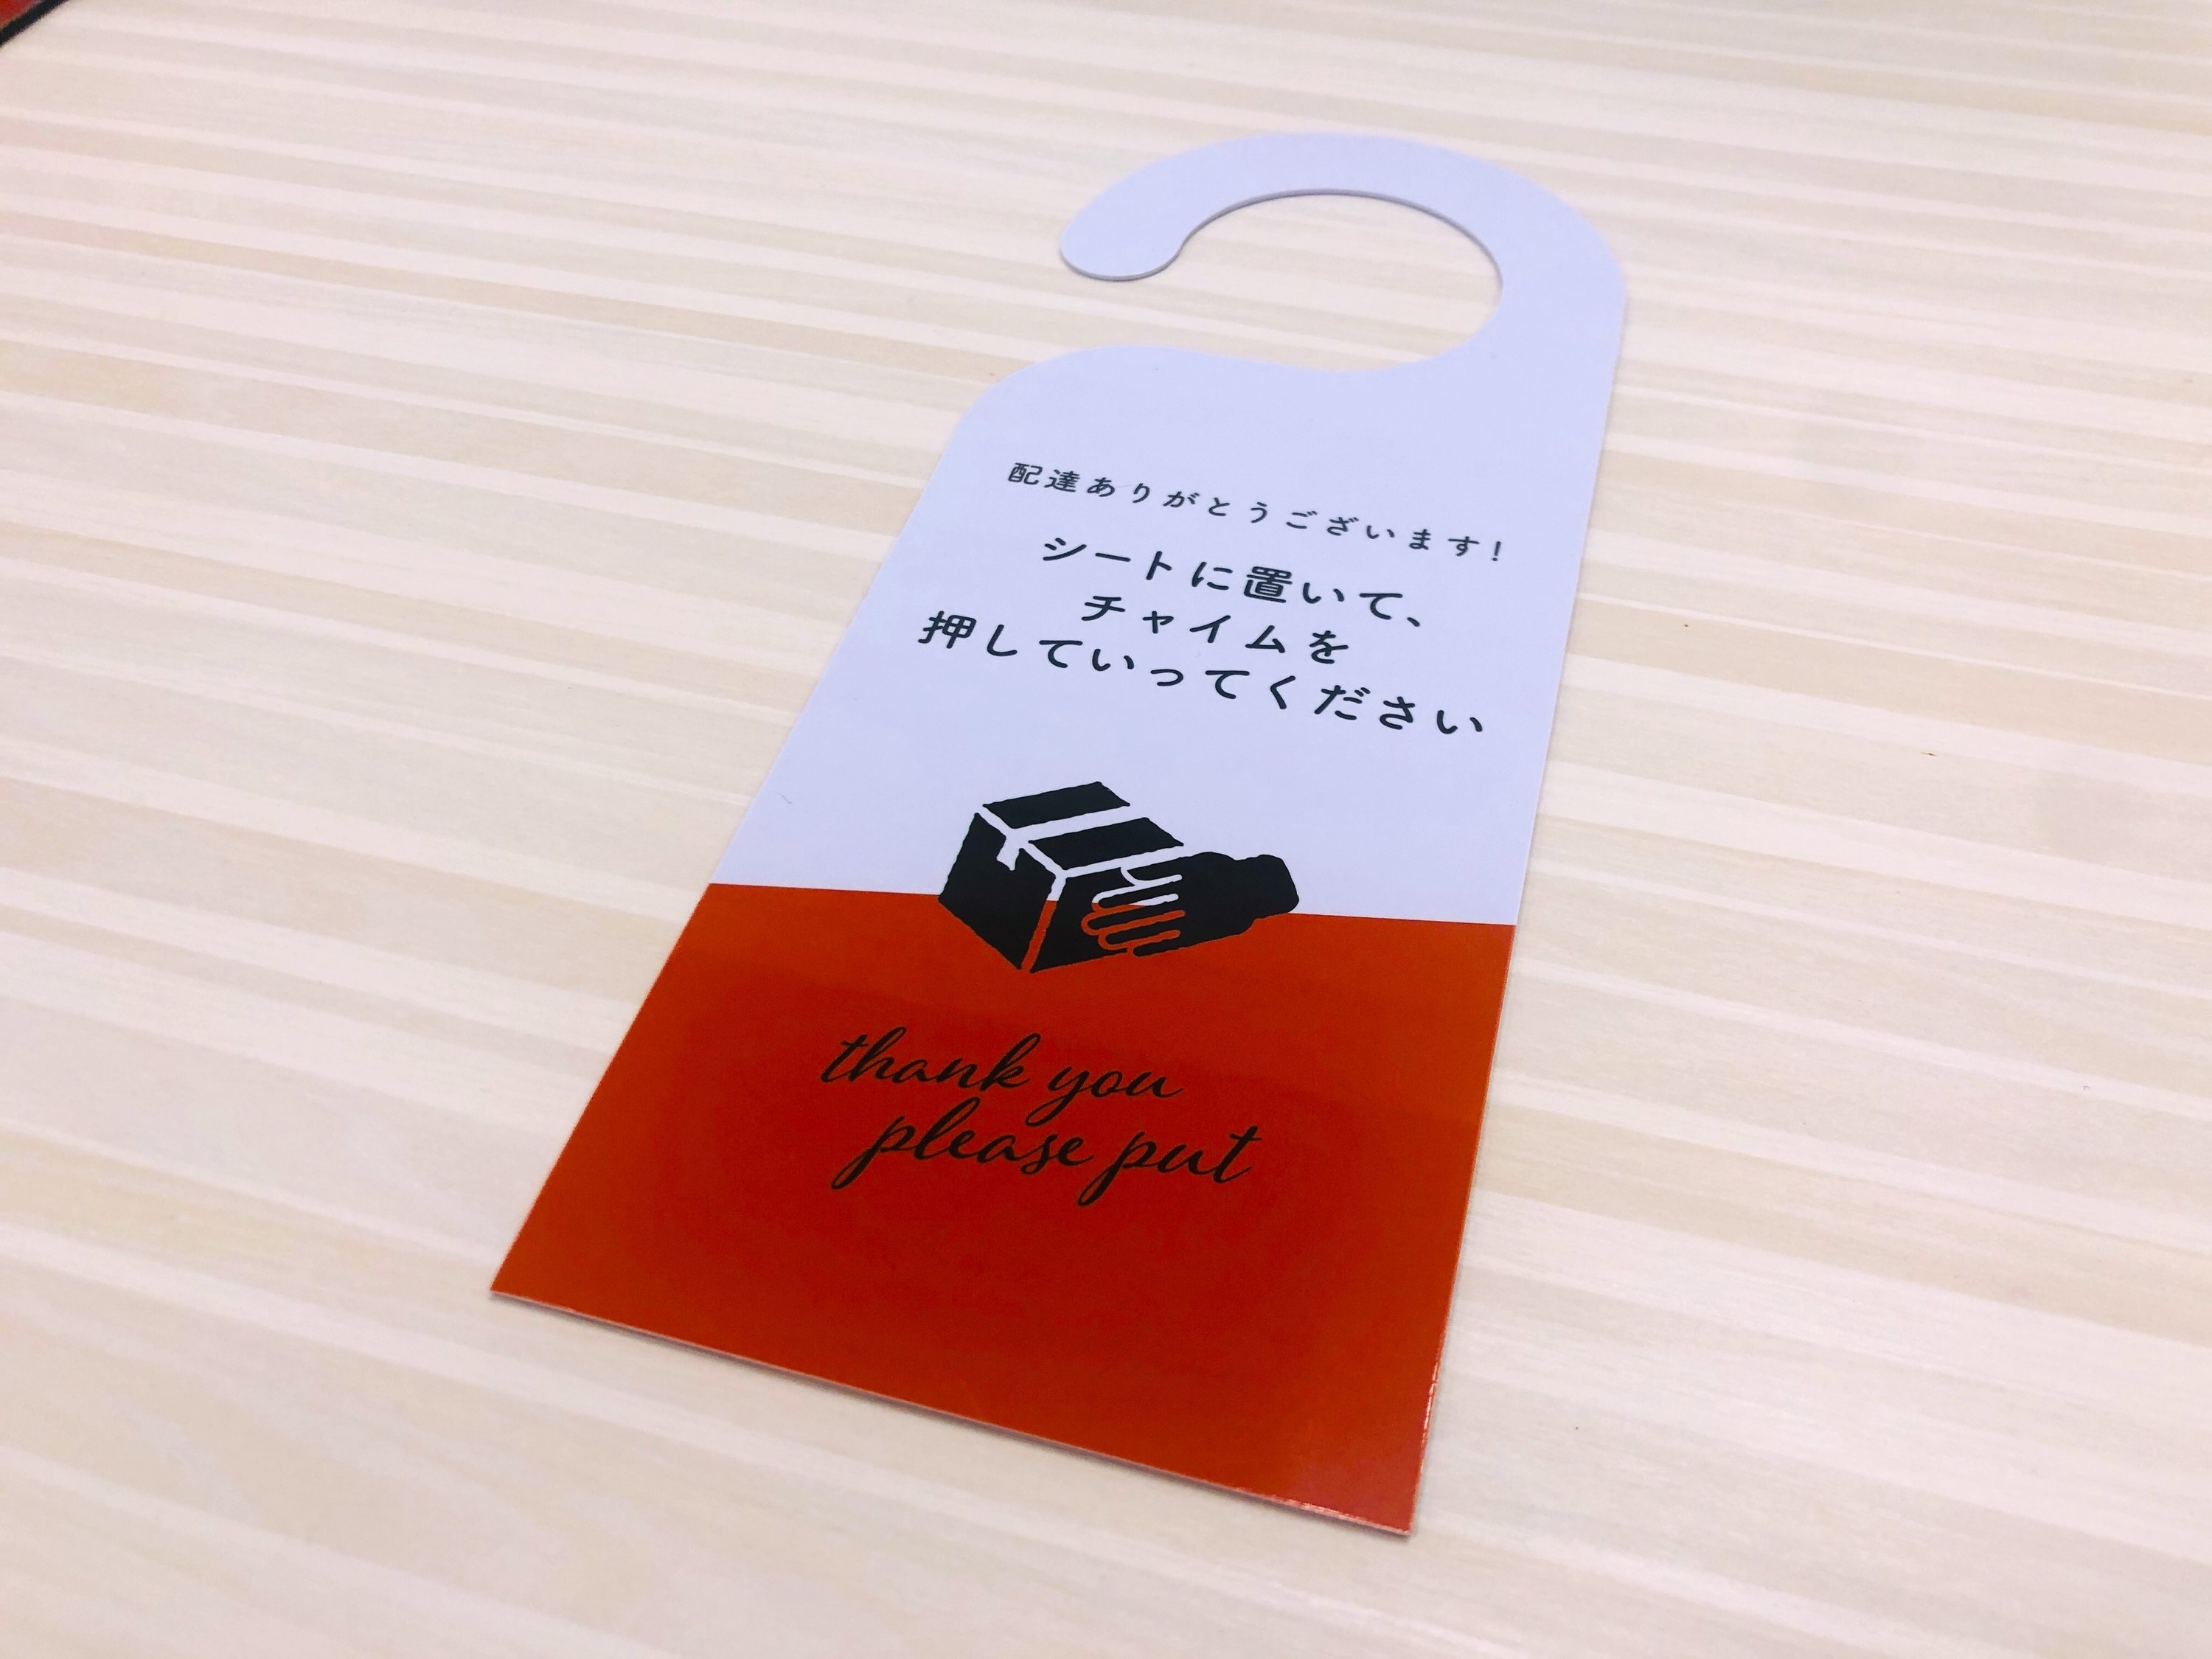 配達ありがとうございます!
シートに置いて、
チャイムを
押していってください
thank you
please put